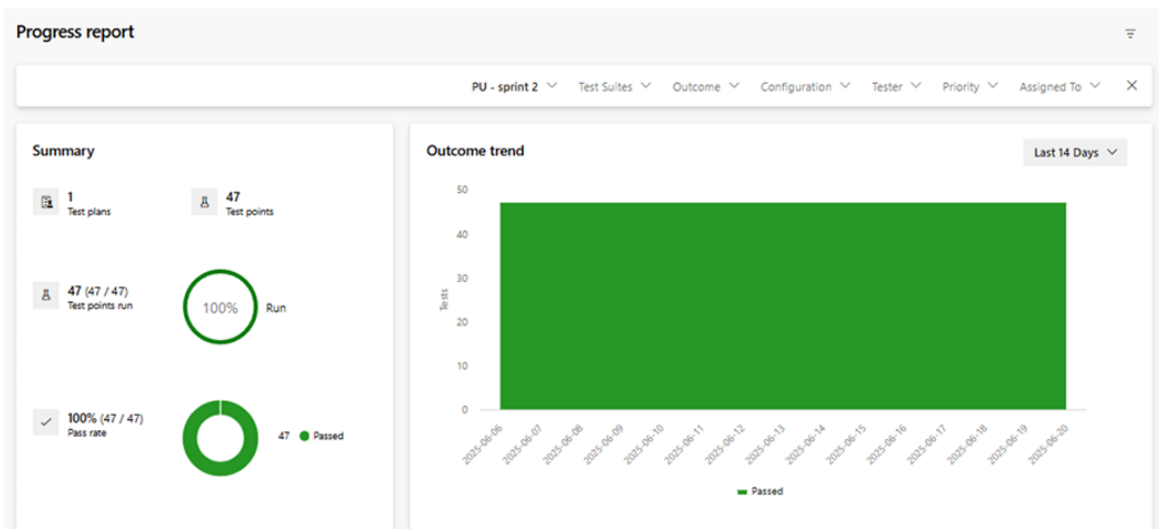 Progress report
PU - sprint 2 Test Suites Outcome Configuration Tester Priority Assigned To
Summary
1
Test plans
47
Test points
47 (47 / 47)
Test points run
100%
Run
100% (47 / 47)
Pass rate
47 Passed
Outcome trend
Last 14 Days
50
40
30
20
10
0
Tests
2025-06-06
2025-06-07
2025-06-08
2025-06-09
2025-06-10
2025-06-11
2025-06-12
2025-06-13
2025-06-14
2025-06-15
2025-06-16
2025-06-17
2025-06-18
2025-06-19
2025-06-20
Passed